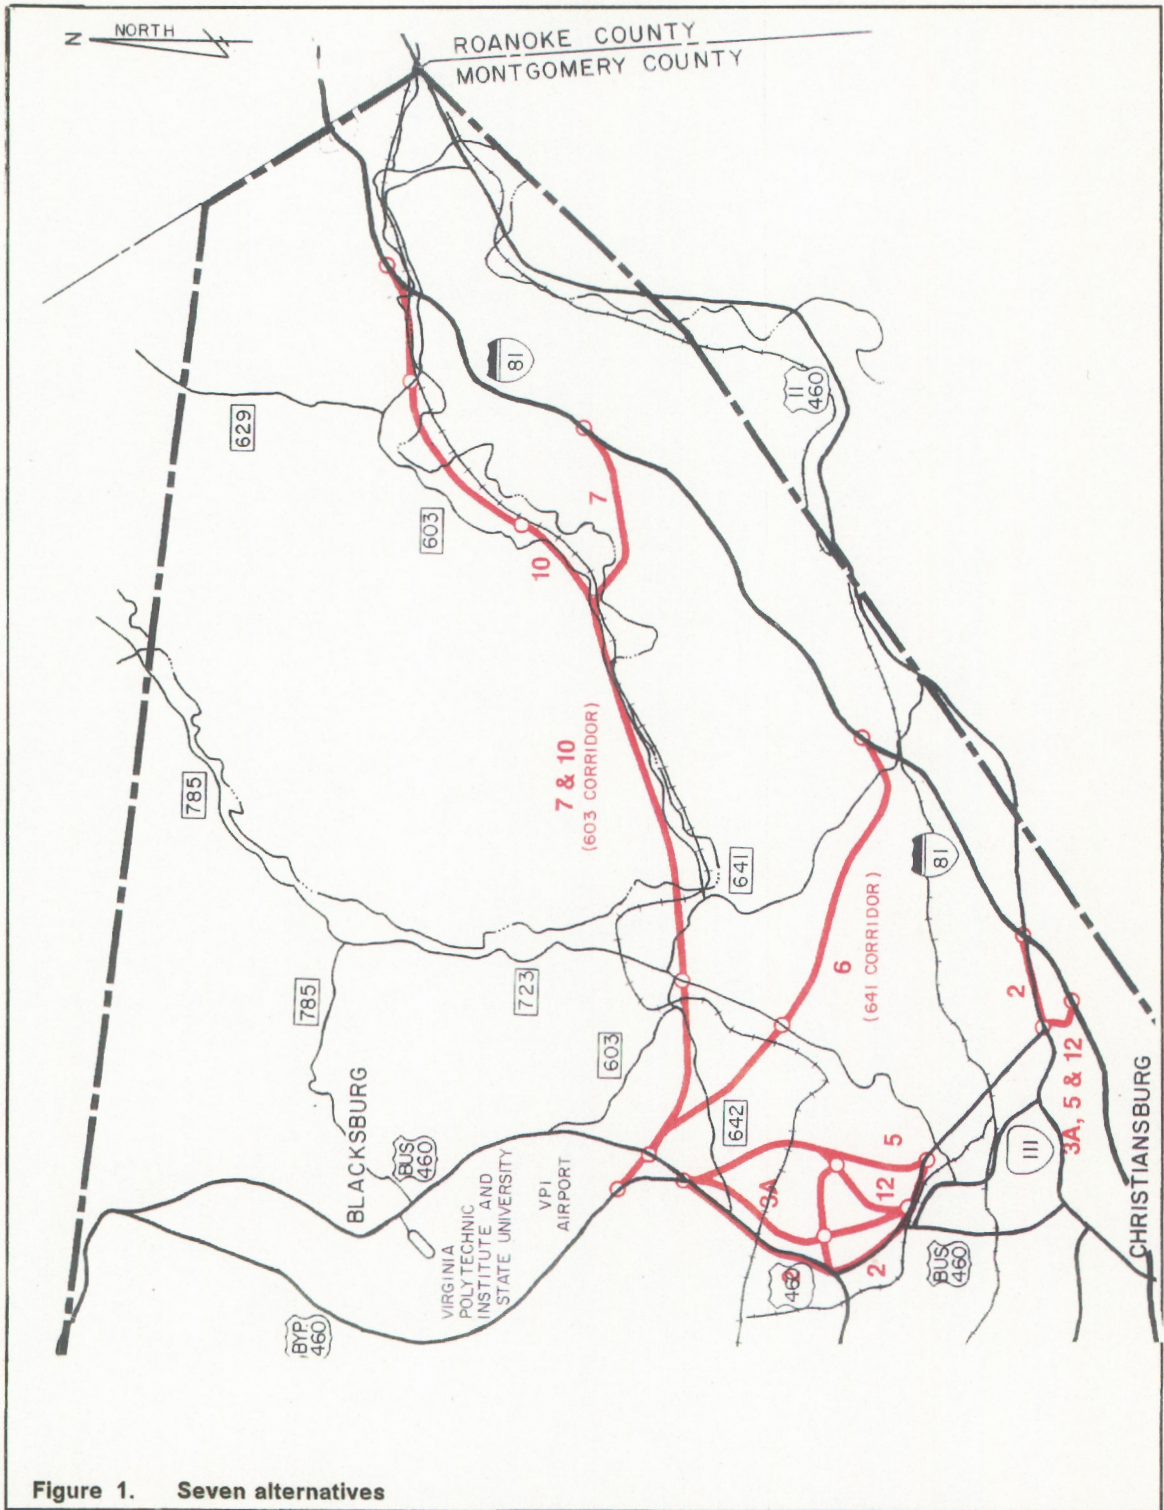 N
NORTH
ROANOKE COUNTY
MONTGOMERY COUNTY
81
11
460
629
603
7
10
785
7 & 10
(603 CORRIDOR)
641
81
6
(641 CORRIDOR)
785
723
603
2
3A, 5 & 12
BLACKSBURG
BUS
460
642
5
111
VIRGINIA
POLYTECHNIC
INSTITUTE AND
STATE UNIVERSITY
VPI
AIRPORT
3A
12
CHRISTIANSBURG
2
460
2
BUS
460
BYP.
460
Figure 1. Seven alternatives